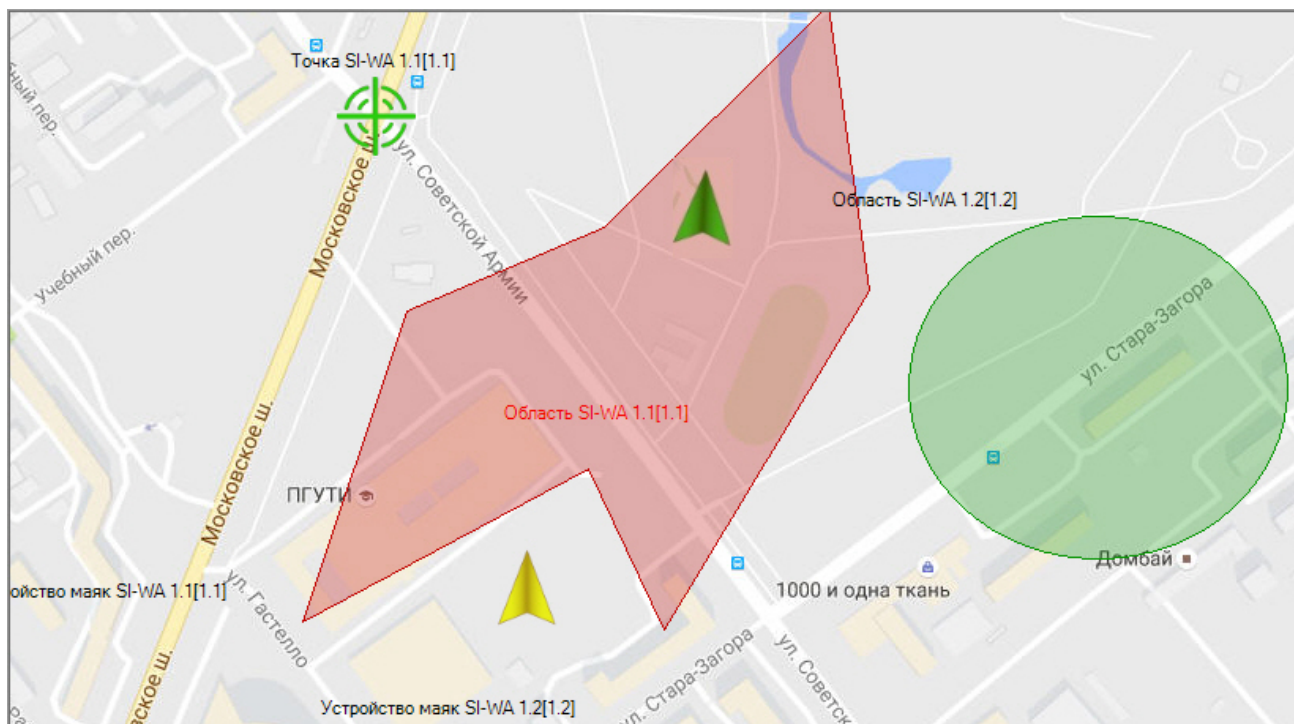 Точка SI-WA 1.1[1.1]
бный пер.
Московское ш.
ул. Советской Армии
Область SI-WA 1.2[1.2]
Учебный пер.
ул. Стара-Загора
Область SI-WA 1.1[1.1]
Московское ш.
ПГУТИ
Домбай
ойство маяк SI-WA 1.1[1.1]
1000 и одна ткань
ул. Гастелло
ул. Стара-Загора
ул. Советс
вское ш.
Устройство маяк SI-WA 1.2[1.2]